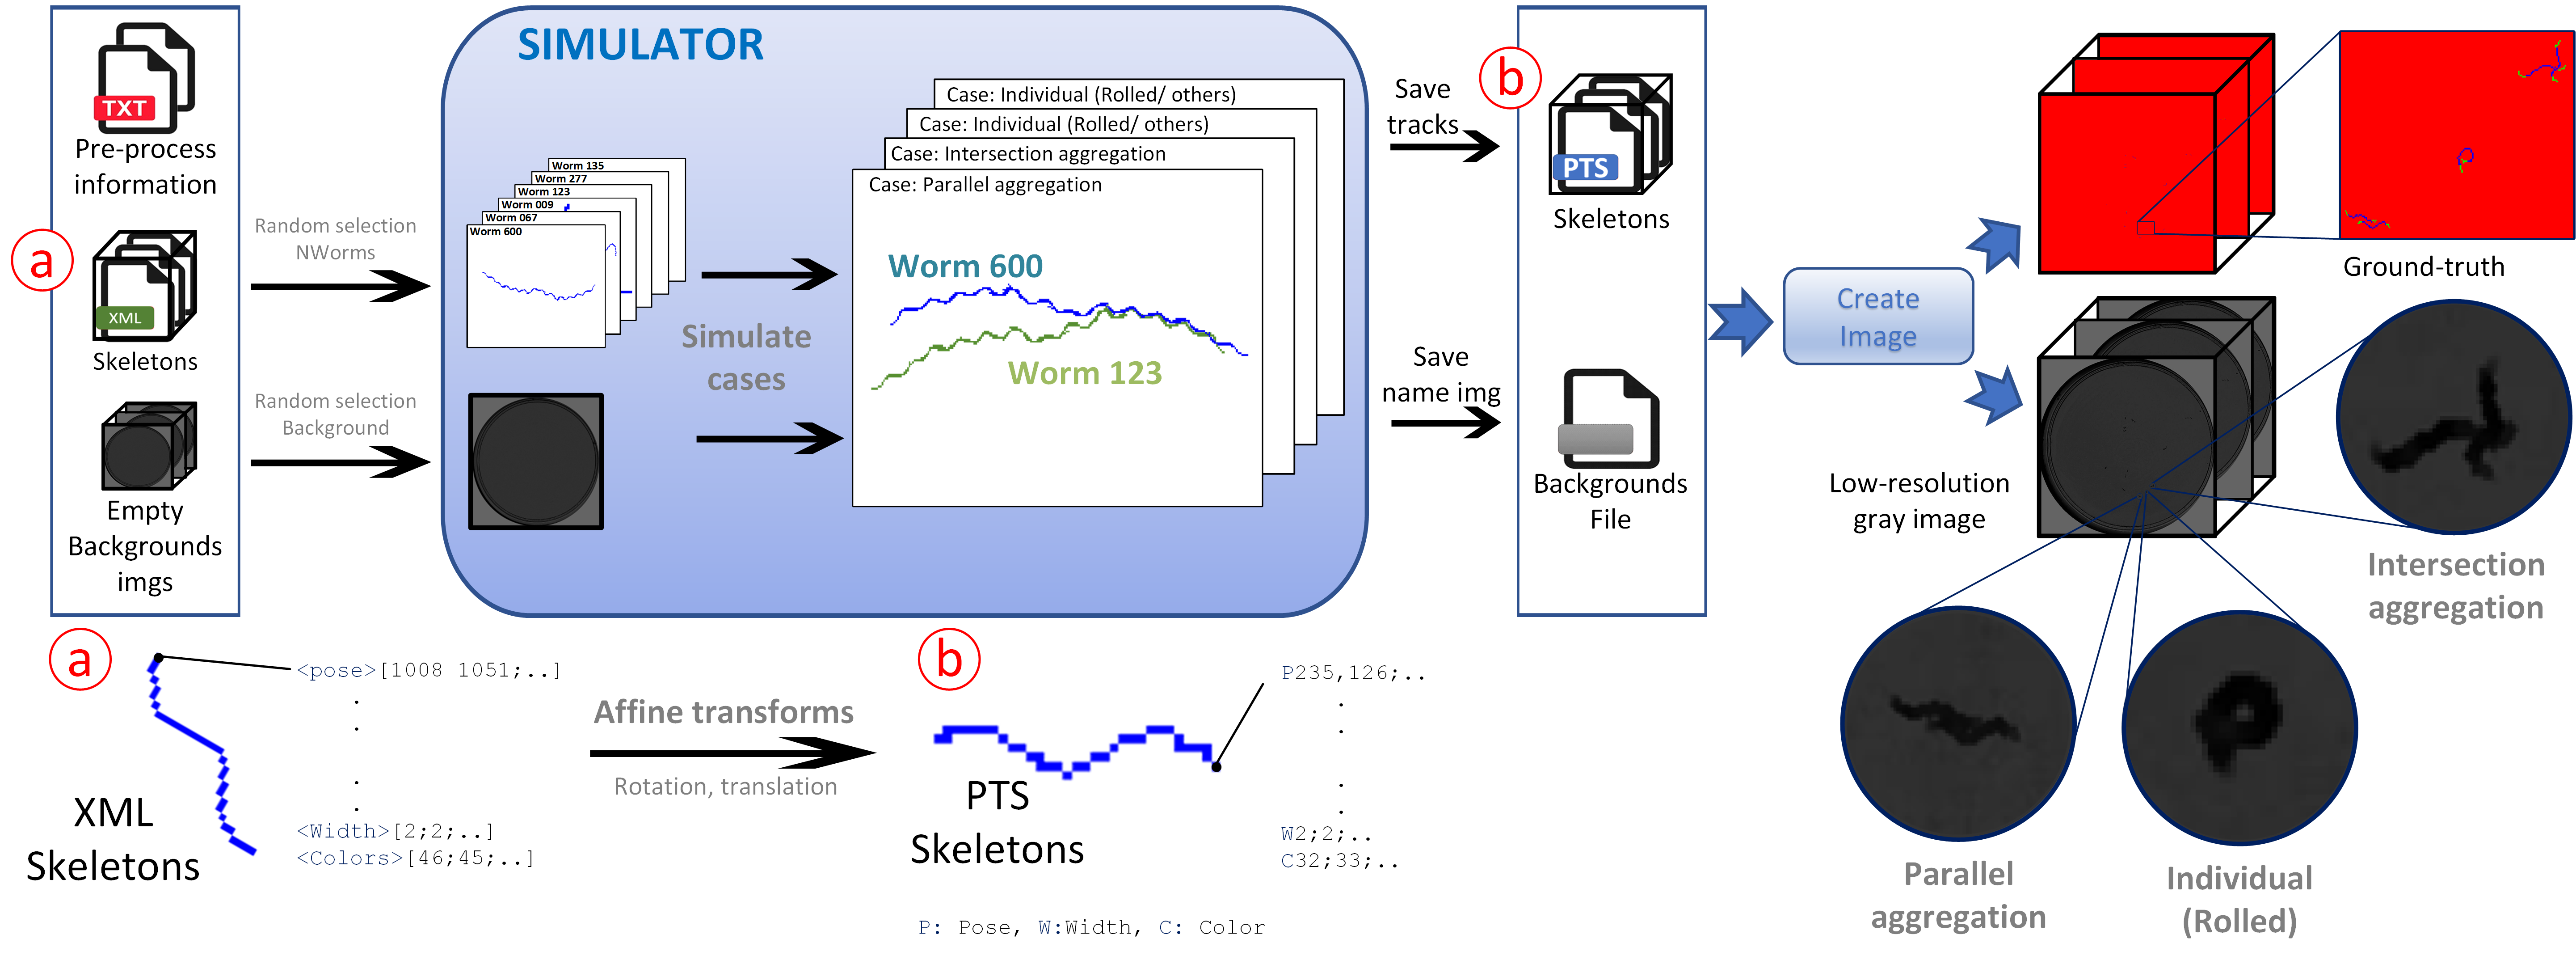 TXT
Pre-process
information
a
XML
Skeletons
Empty
Backgrounds
imgs
Random selection
NWorms
Random selection
Background
SIMULATOR
Worm 135
Worm 277
Worm 123
Worm 009
Worm 067
Worm 600
Simulate
cases
Case: Individual (Rolled/ others)
Case: Individual (Rolled/ others)
Case: Intersection aggregation
Case: Parallel aggregation
Worm 600
Worm 123
Save
tracks
Save
name img
b
PTS
Skeletons
Backgrounds
File
Create
Image
Ground-truth
Low-resolution
gray image
Intersection
aggregation
Parallel
aggregation
Individual
(Rolled)
a
<pose>[1008 1051;..]
.
.
.
.
<Width>[2;2;..]
<Colors>[46;45;..]
XML
Skeletons
Affine transforms
Rotation, translation
b
PTS
Skeletons
P235,126;..
.
.
.
.
W2;2;..
C32;33;..
P: Pose, W:Width, C: Color